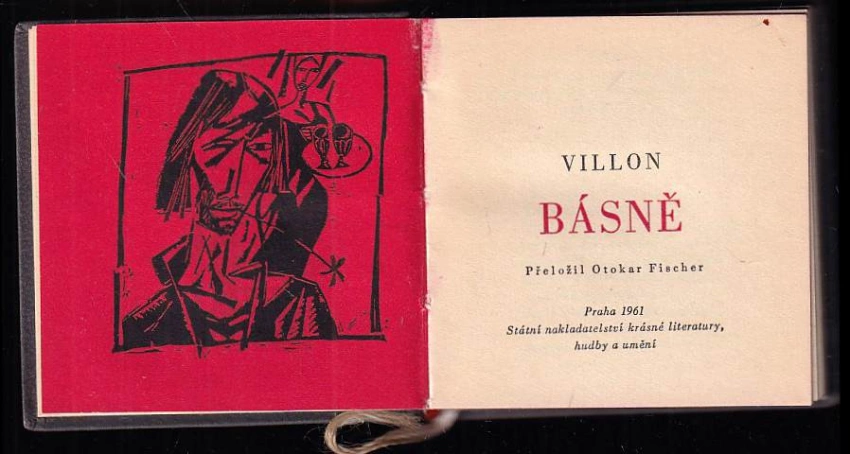 VILLON
BÁSNĚ
Přeložil Otokar Fischer
Praha 1961
Státní nakladatelství krásné literatury,
hudby a umění